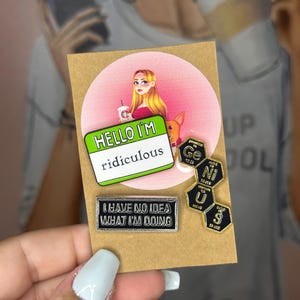 HELLO I'M
ridiculous
Ge
Ni
U
S
I HAVE NO IDEA
WHAT I'M DOING
UP
OOL